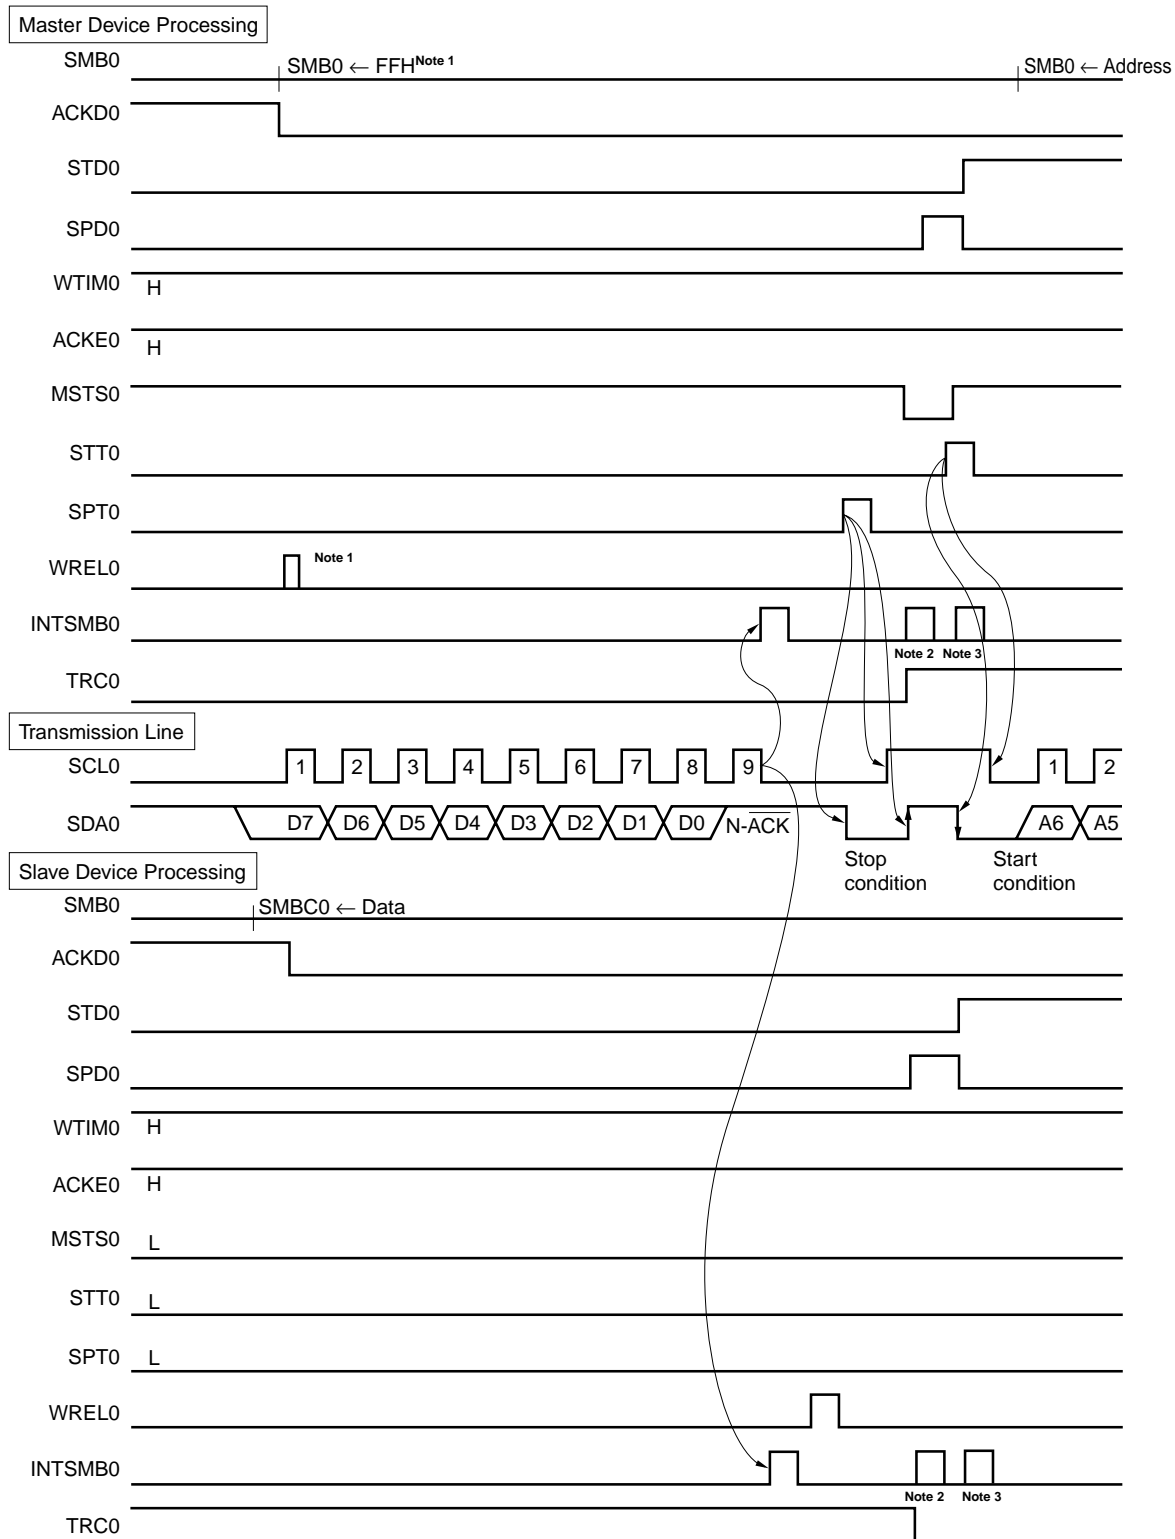 Master Device Processing
SMB0
SMB0 ← FFH Note 1
SMB0 ← Address
ACKD0
STD0
SPD0
WTIM0
H
ACKE0
H
MSTS0
STT0
SPT0
WREL0
Note 1
INTSMB0
Note 2
Note 3
TRC0
Transmission Line
SCL0
1 2 3 4 5 6 7 8 9 1 2
SDA0
D7 D6 D5 D4 D3 D2 D1 D0 N-A̅C̅K̅ A6 A5
Stop
condition
Start
condition
Slave Device Processing
SMB0
SMBC0 ← Data
ACKD0
STD0
SPD0
WTIM0
H
ACKE0
H
MSTS0
L
STT0
L
SPT0
L
WREL0
INTSMB0
Note 2
Note 3
TRC0